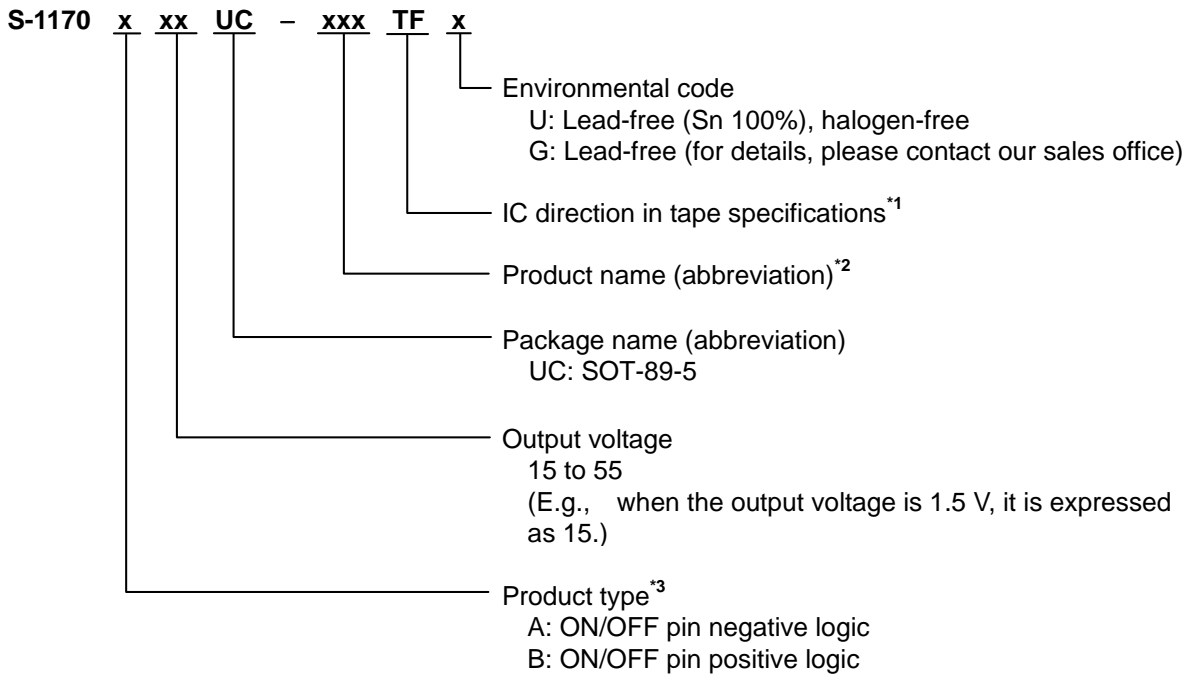 S-1170 x xx UC – xxx TF x
Environmental code
U: Lead-free (Sn 100%), halogen-free
G: Lead-free (for details, please contact our sales office)
IC direction in tape specifications*1
Product name (abbreviation)*2
Package name (abbreviation)
UC: SOT-89-5
Output voltage
15 to 55
(E.g., when the output voltage is 1.5 V, it is expressed
as 15.)
Product type*3
A: ON/OFF pin negative logic
B: ON/OFF pin positive logic